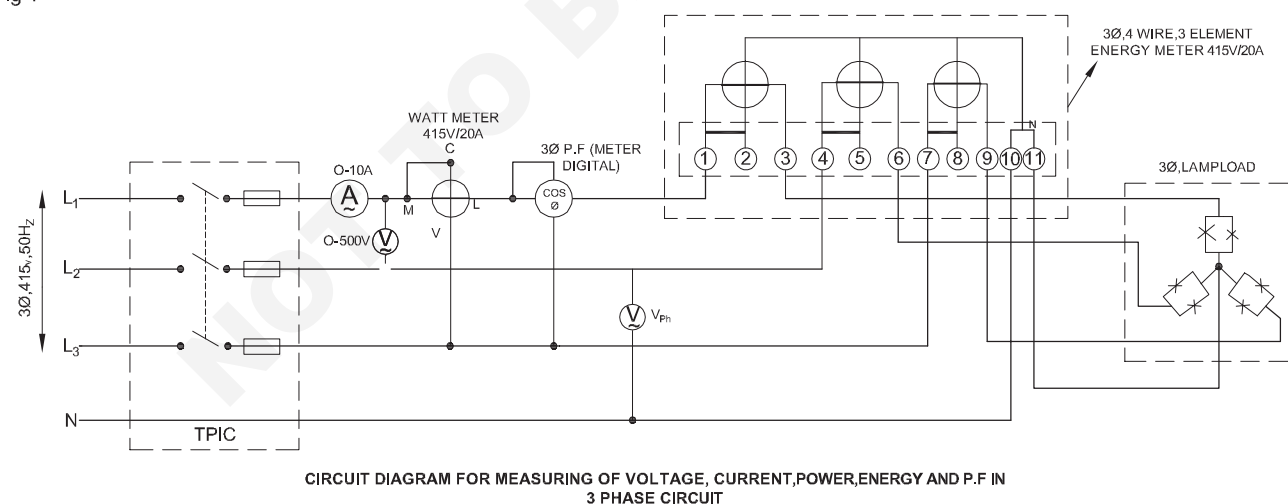 3Ø,4 WIRE,3 ELEMENT
ENERGY METER 415V/20A
WATT METER
415V/20A
C
3Ø P.F (METER
DIGITAL)
N
1 2 3 4 5 6 7 8 9 10 11
3Ø,LAMPLOAD
O-10A
L1
A
M
L
COS
Ø
V
O-500V
V
3Ø,415v,50HZ
L2
V
VPh
L3
N
TPIC
NOT TO B
CIRCUIT DIAGRAM FOR MEASURING OF VOLTAGE, CURRENT,POWER,ENERGY AND P.F IN
3 PHASE CIRCUIT